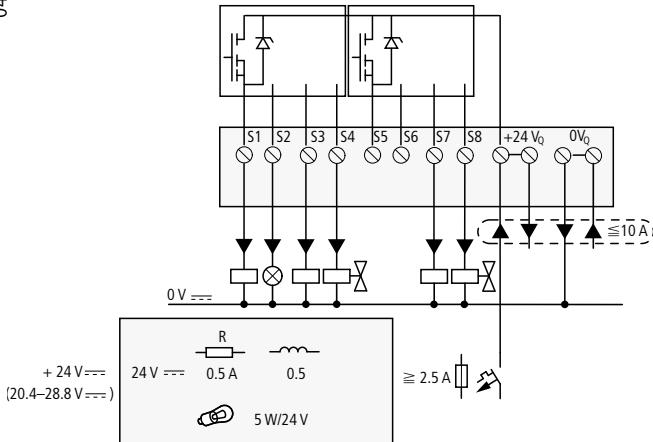 g
S1 S2 S3 S4 S5 S6 S7 S8 +24 VQ 0VQ
≦10 A
0 V
R
+ 24 V 24 V 0.5 A 0.5 ≧ 2.5 A
(20.4–28.8 V )
5 W/24 V